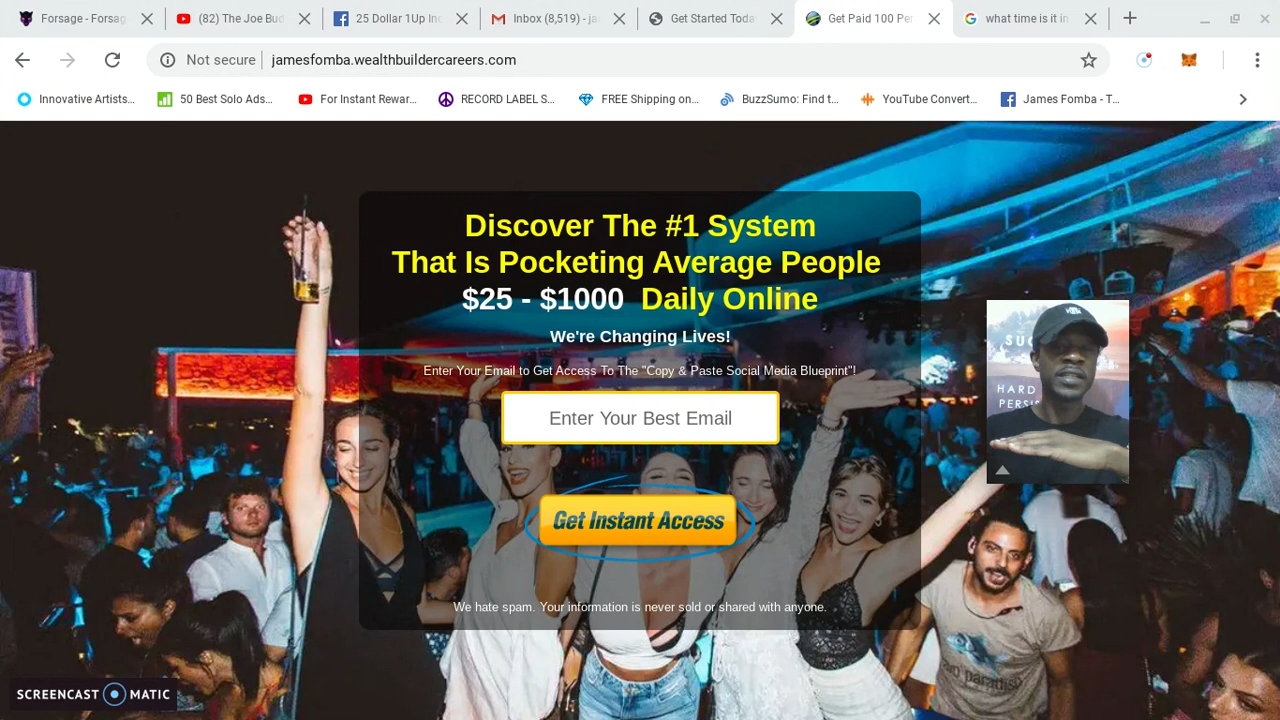 Forsage - Forsag
(82) The Joe Bud
25 Dollar 1Up Inc
Inbox (8,519) - ja
Get Started Toda
Get Paid 100 Per
what time is it in
Not secure
jamesfomba.wealthbuildercareers.com
Innovative Artists...
50 Best Solo Ads...
For Instant Rewar...
RECORD LABEL S...
FREE Shipping on...
BuzzSumo: Find t...
YouTube Convert...
James Fomba - T...
Discover The #1 System
That Is Pocketing Average People
$25 - $1000 Daily Online
We're Changing Lives!
Enter Your Email to Get Access To The "Copy & Paste Social Media Blueprint"!
Enter Your Best Email
Get Instant Access
We hate spam. Your information is never sold or shared with anyone.
HARD
PERSIS
SCREENCAST MATIC